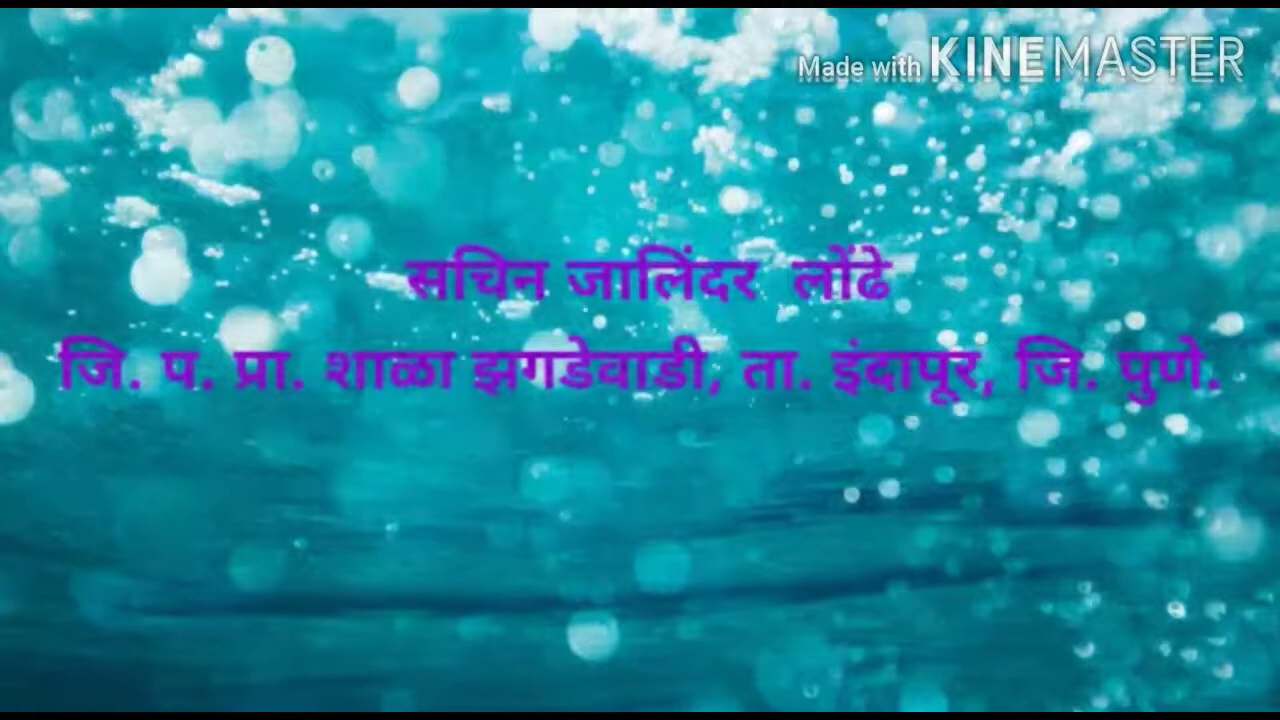 Made with KINEMASTER
सचिन जालिंदर लोंढे
जि. प. प्रा. शाळा झगडेवाडी, ता. इंदापूर, जि. पुणे.